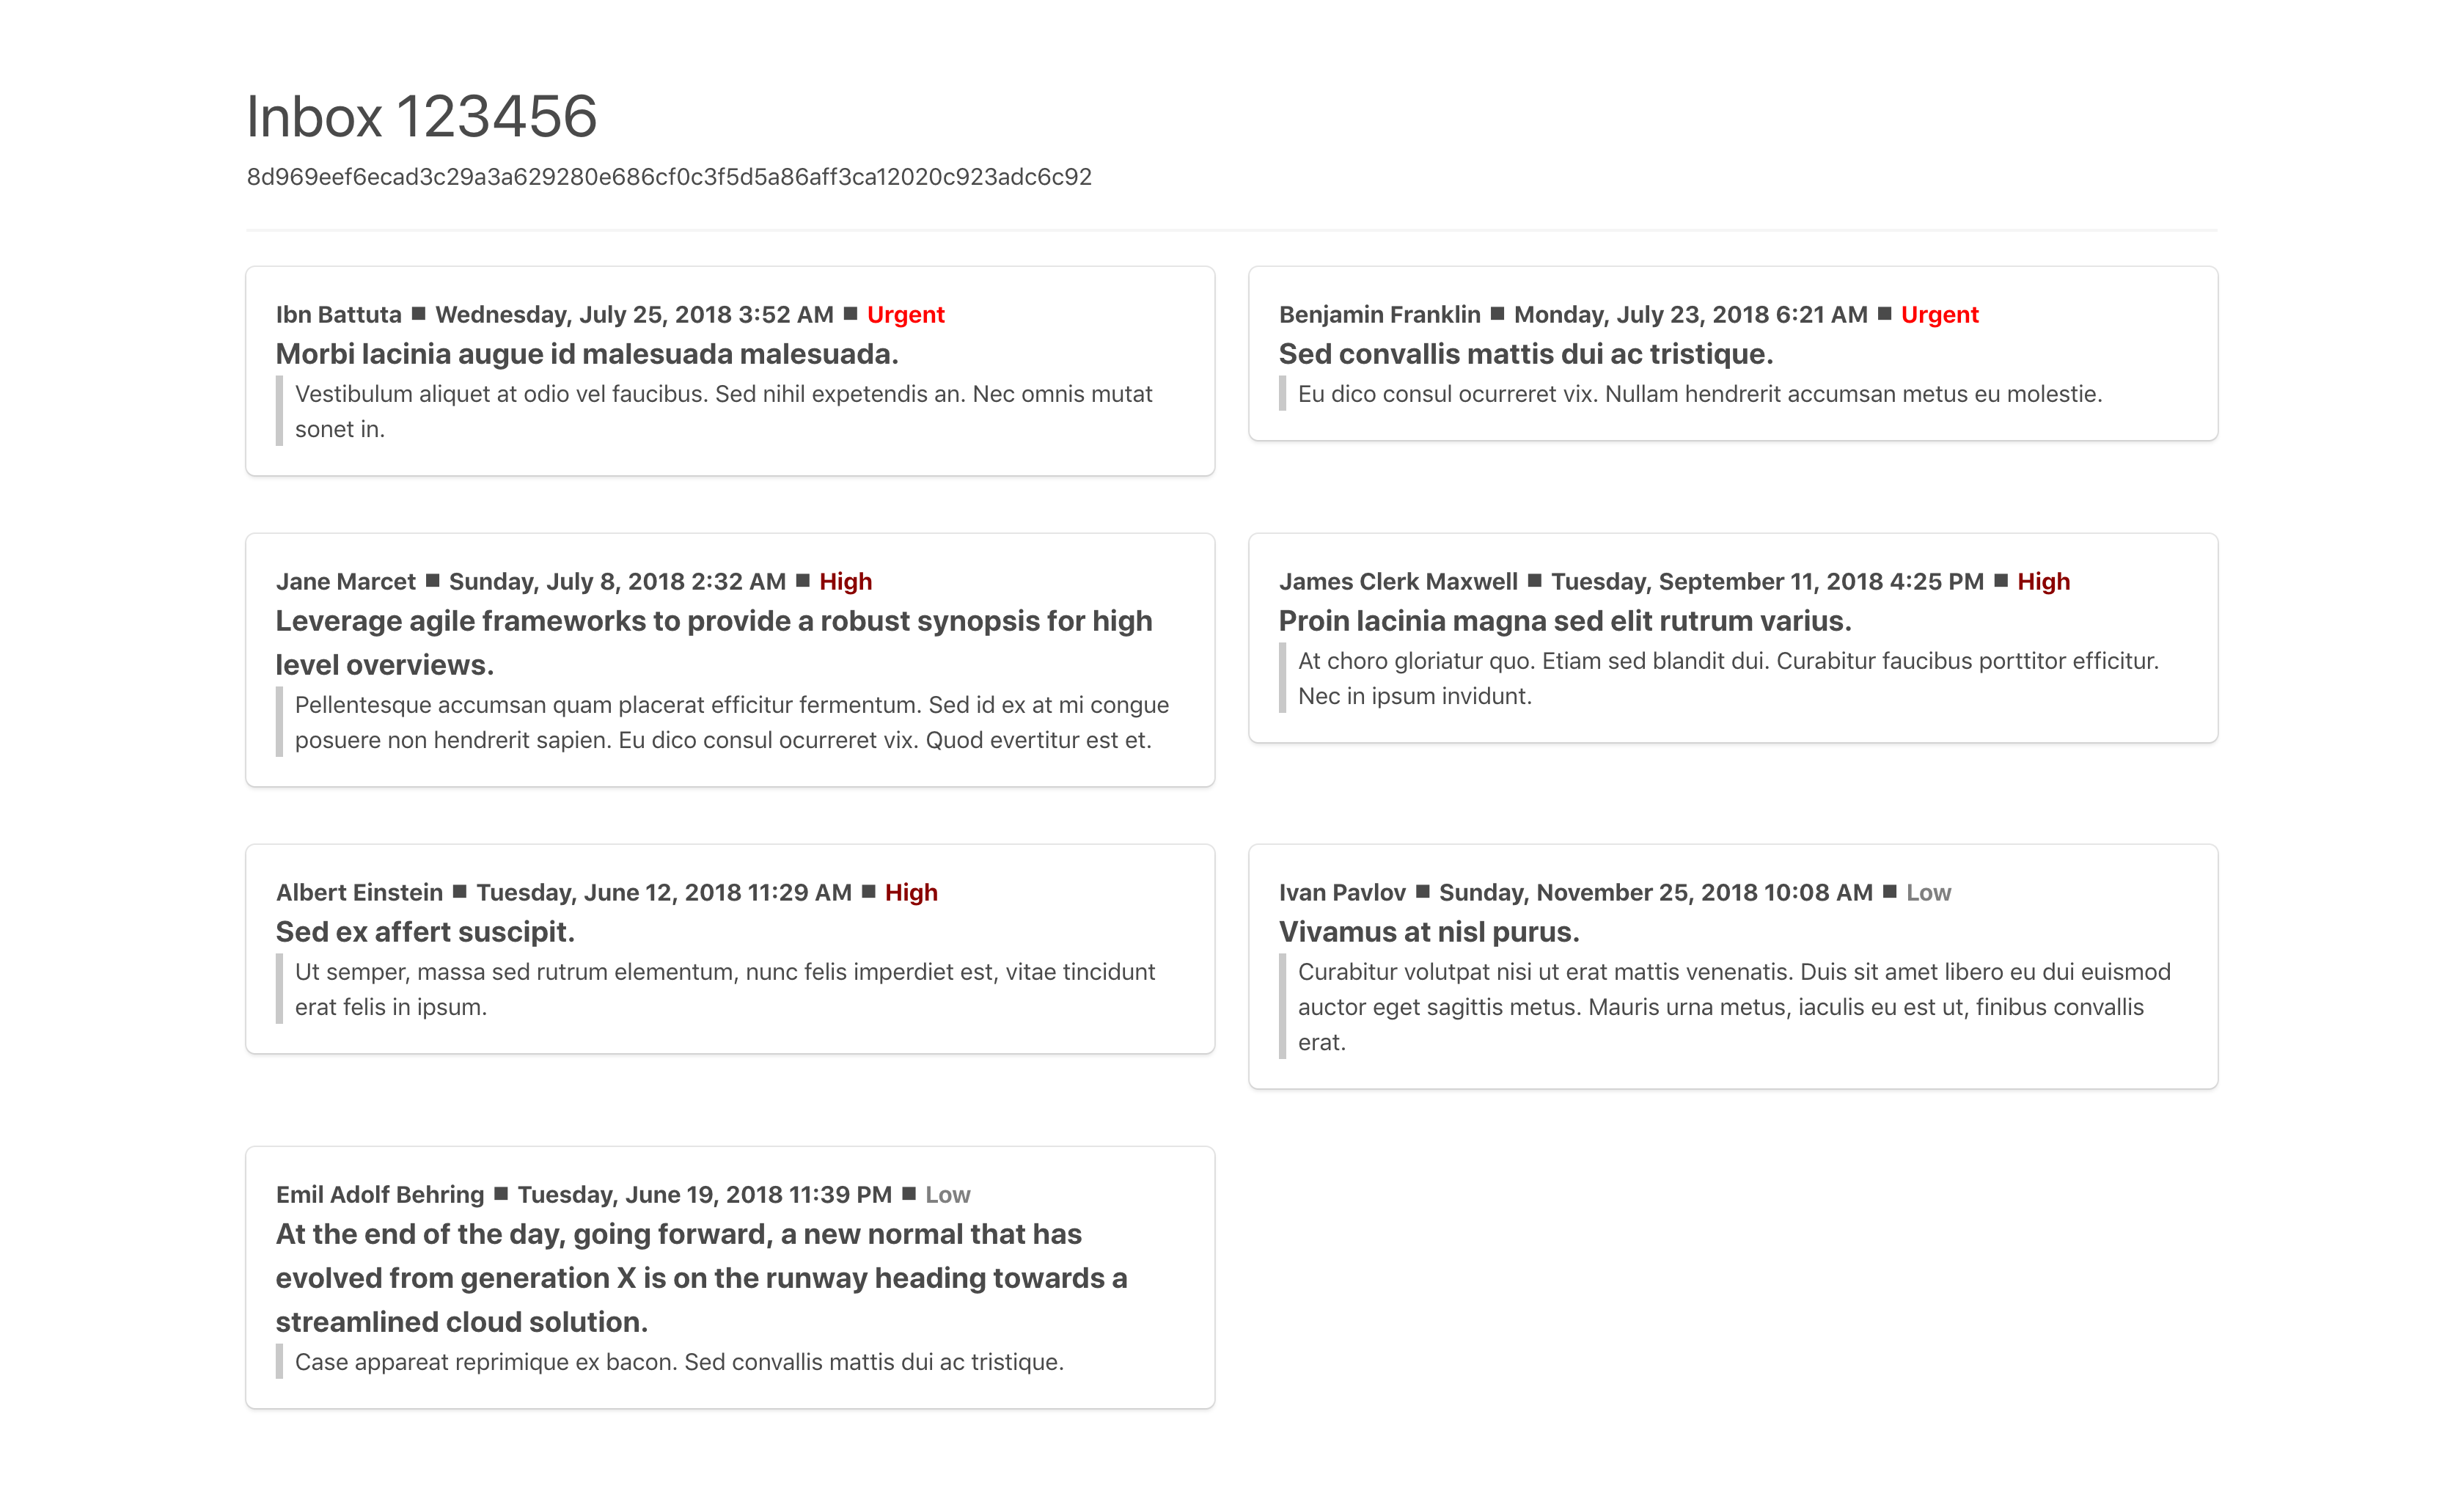 Inbox 123456
8d969eef6ecad3c29a3a629280e686cf0c3f5d5a86aff3ca12020c923adc6c92
Ibn Battuta ■ Wednesday, July 25, 2018 3:52 AM ■ Urgent
Morbi lacinia augue id malesuada malesuada.
Vestibulum aliquet at odio vel faucibus. Sed nihil expetendis an. Nec omnis mutat
sonet in.
Benjamin Franklin ■ Monday, July 23, 2018 6:21 AM ■ Urgent
Sed convallis mattis dui ac tristique.
Eu dico consul ocurreret vix. Nullam hendrerit accumsan metus eu molestie.
Jane Marcet ■ Sunday, July 8, 2018 2:32 AM ■ High
Leverage agile frameworks to provide a robust synopsis for high
level overviews.
Pellentesque accumsan quam placerat efficitur fermentum. Sed id ex at mi congue
posuere non hendrerit sapien. Eu dico consul ocurreret vix. Quod evertitur est et.
James Clerk Maxwell ■ Tuesday, September 11, 2018 4:25 PM ■ High
Proin lacinia magna sed elit rutrum varius.
At choro gloriatur quo. Etiam sed blandit dui. Curabitur faucibus porttitor efficitur.
Nec in ipsum invidunt.
Albert Einstein ■ Tuesday, June 12, 2018 11:29 AM ■ High
Sed ex affert suscipit.
Ut semper, massa sed rutrum elementum, nunc felis imperdiet est, vitae tincidunt
erat felis in ipsum.
Ivan Pavlov ■ Sunday, November 25, 2018 10:08 AM ■ Low
Vivamus at nisl purus.
Curabitur volutpat nisi ut erat mattis venenatis. Duis sit amet libero eu dui euismod
auctor eget sagittis metus. Mauris urna metus, iaculis eu est ut, finibus convallis
erat.
Emil Adolf Behring ■ Tuesday, June 19, 2018 11:39 PM ■ Low
At the end of the day, going forward, a new normal that has
evolved from generation X is on the runway heading towards a
streamlined cloud solution.
Case appareat reprimique ex bacon. Sed convallis mattis dui ac tristique.